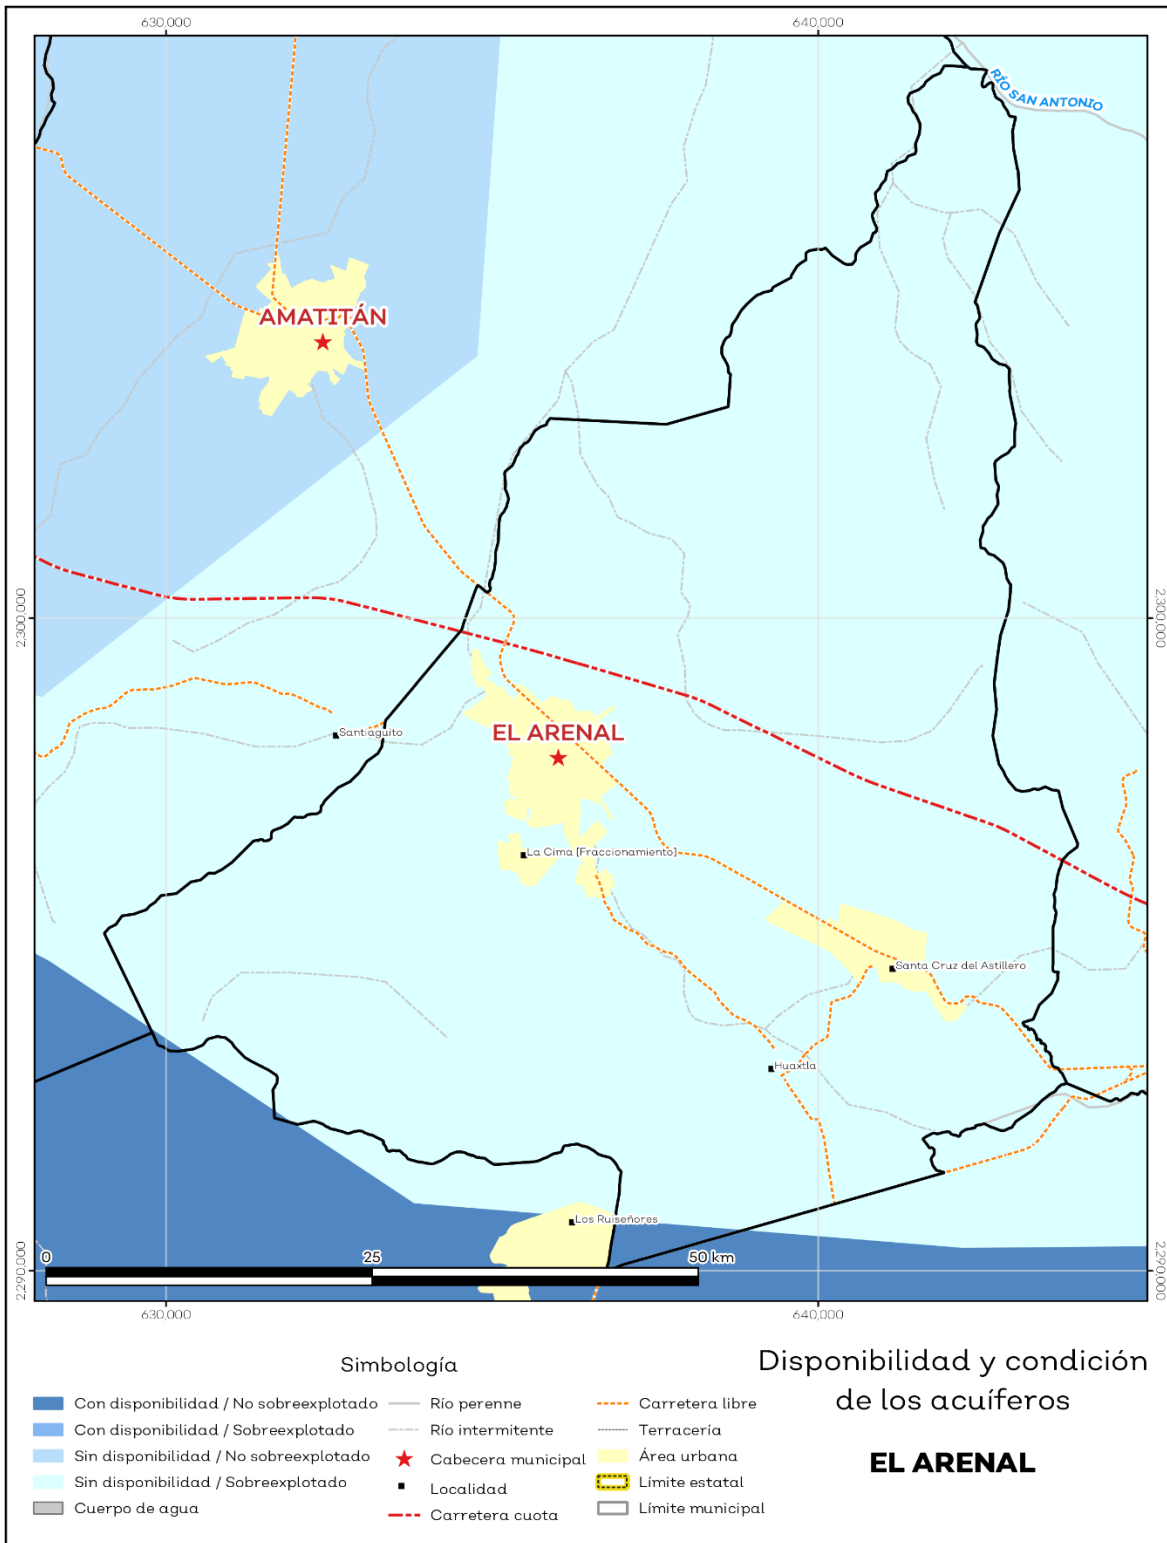 630,000
640,000
RÍO SAN ANTONIO
AMATITÁN
2,300,000
2,300,000
Santiaguito
EL ARENAL
La Cima [Fraccionamiento]
Santa Cruz del Astillero
Huaxtla
Los Ruiseñores
0
25
50 km
2,290,000
2,290,000
630,000
640,000
Simbología
Con disponibilidad / No sobreexplotado
Con disponibilidad / Sobreexplotado
Sin disponibilidad / No sobreexplotado
Sin disponibilidad / Sobreexplotado
Cuerpo de agua
Río perenne
Río intermitente
Cabecera municipal
Localidad
Carretera cuota
Carretera libre
Terracería
Área urbana
Límite estatal
Límite municipal
Disponibilidad y condición
de los acuíferos
EL ARENAL